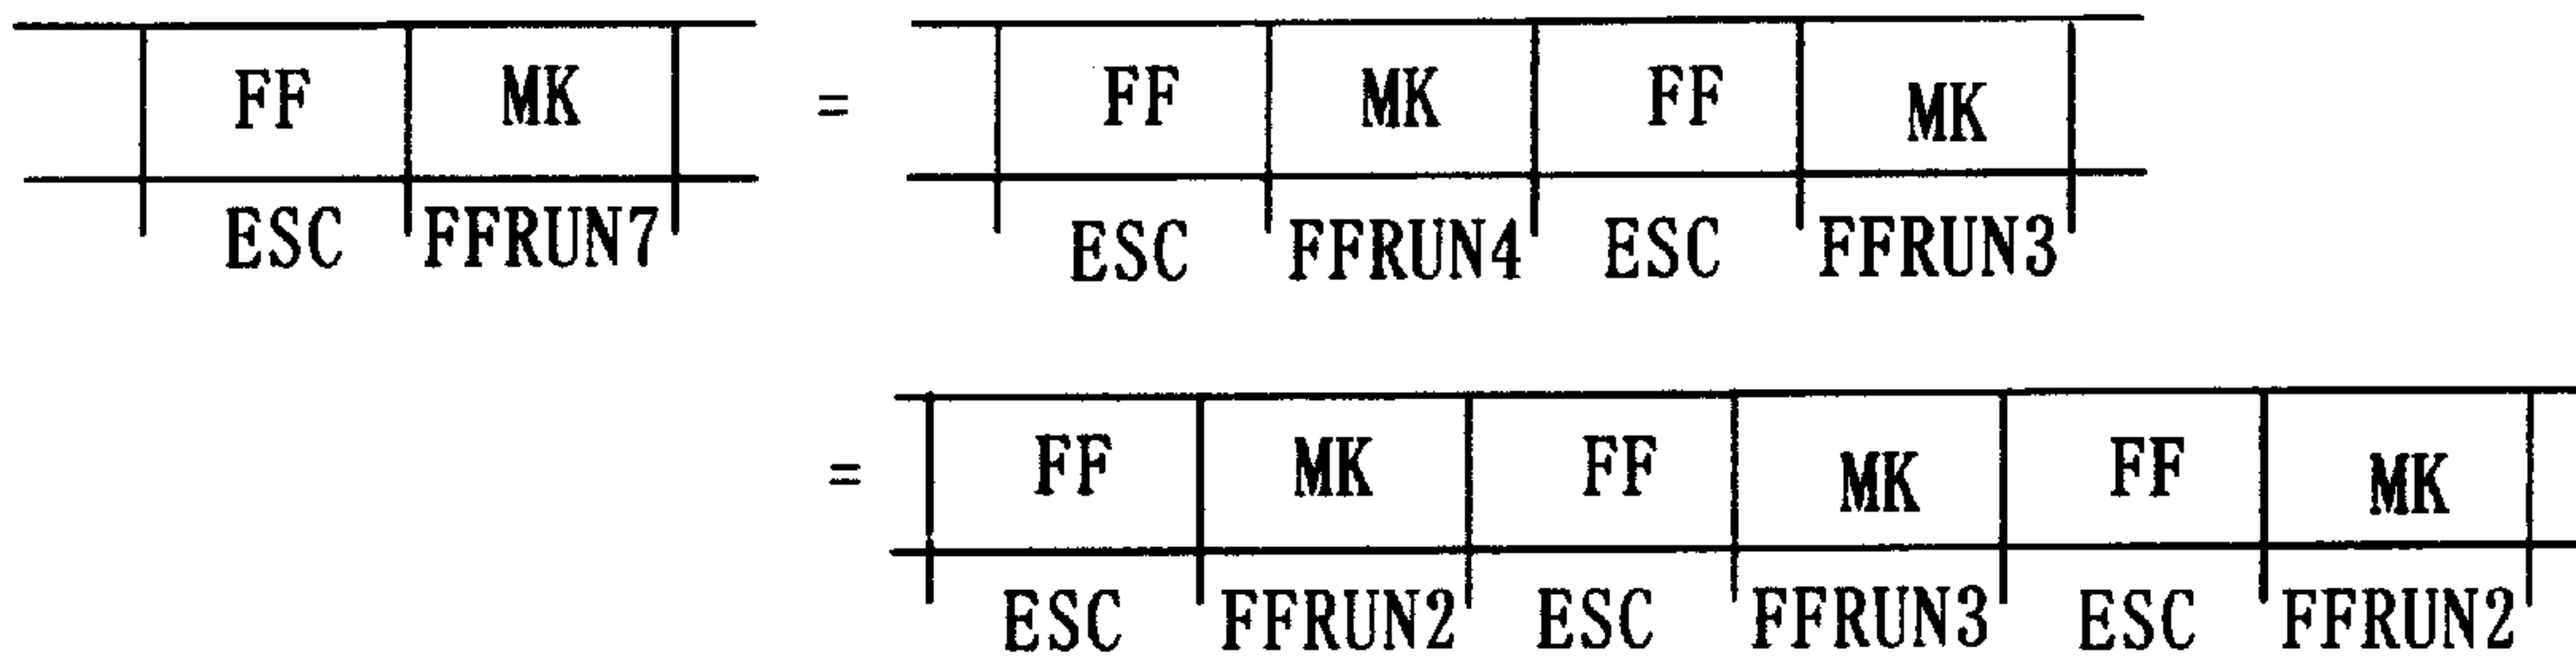 FF MK = FF MK FF MK
ESC FFRUN7 ESC FFRUN4 ESC FFRUN3
= FF MK FF MK FF MK
ESC FFRUN2 ESC FFRUN3 ESC FFRUN2